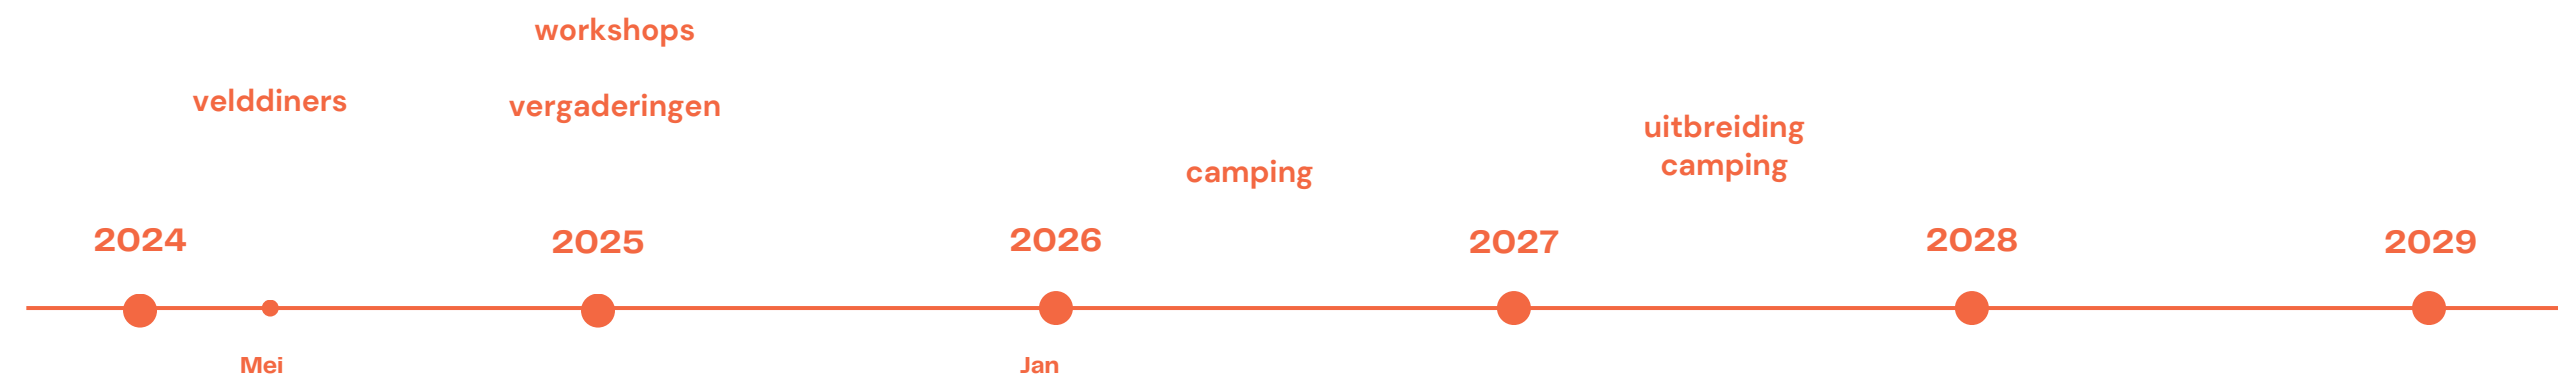 workshops
velddiners
vergaderingen
uitbreiding
camping
camping
2024
2025
2026
2027
2028
2029
Mei
Jan